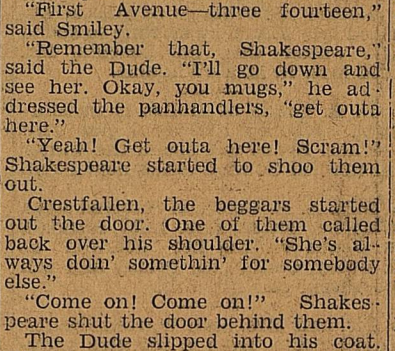 "First Avenue—three fourteen,"
said Smiley.
"Remember that, Shakespeare,"
said the Dude. "I'll go down and
see her. Okay, you mugs," he ad-
dressed the panhandlers, "get outa
here."
"Yeah! Get outa here! Scram!"
Shakespeare started to shoo them
out.
Crestfallen, the beggars started
out the door. One of them called
back over his shoulder. "She's al-
ways doin' somethin' for somebody
else."
"Come on! Come on!" Shakes-
peare shut the door behind them.
The Dude slipped into his coat.